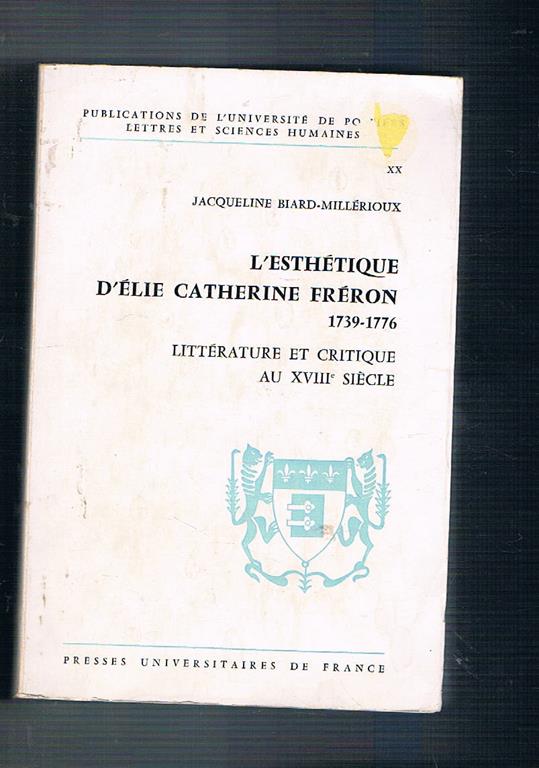 PUBLICATIONS DE L'UNIVERSITÉ DE POITIERS
LETTRES ET SCIENCES HUMAINES
XX
JACQUELINE BIARD-MILLÉRIOUX
L'ESTHÉTIQUE
D'ÉLIE CATHERINE FRÉRON
1739-1776
LITTÉRATURE ET CRITIQUE
AU XVIIIe SIÈCLE
PRESSES UNIVERSITAIRES DE FRANCE